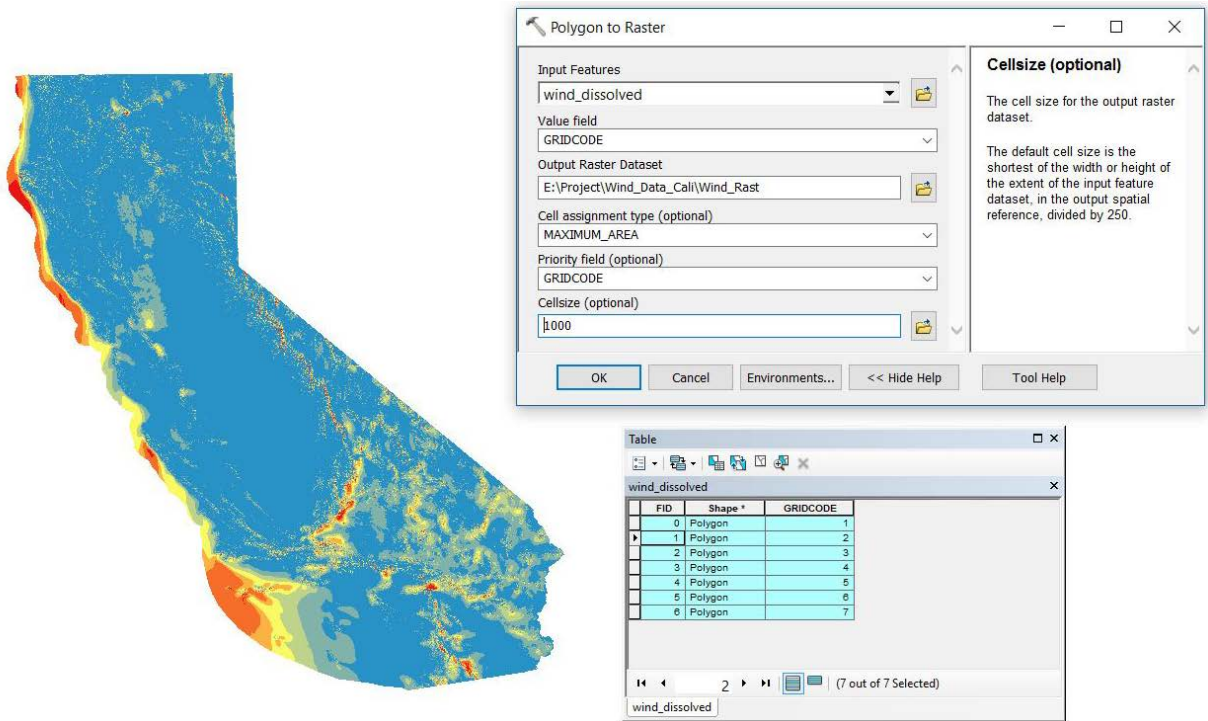 Polygon to Raster
Input Features
wind_dissolved
Value field
GRIDCODE
Output Raster Dataset
E:\Project\Wind_Data_Cali\Wind_Rast
Cell assignment type (optional)
MAXIMUM_AREA
Priority field (optional)
GRIDCODE
Cellsize (optional)
1000
OK Cancel Environments... << Hide Help Tool Help
Cellsize (optional)
The cell size for the output raster
dataset.
The default cell size is the
shortest of the width or height of
the extent of the input feature
dataset, in the output spatial
reference, divided by 250.
Table
wind_dissolved
FID Shape * GRIDCODE
0 Polygon 1
1 Polygon 2
2 Polygon 3
3 Polygon 4
4 Polygon 5
5 Polygon 6
6 Polygon 7
2 (7 out of 7 Selected)
wind_dissolved